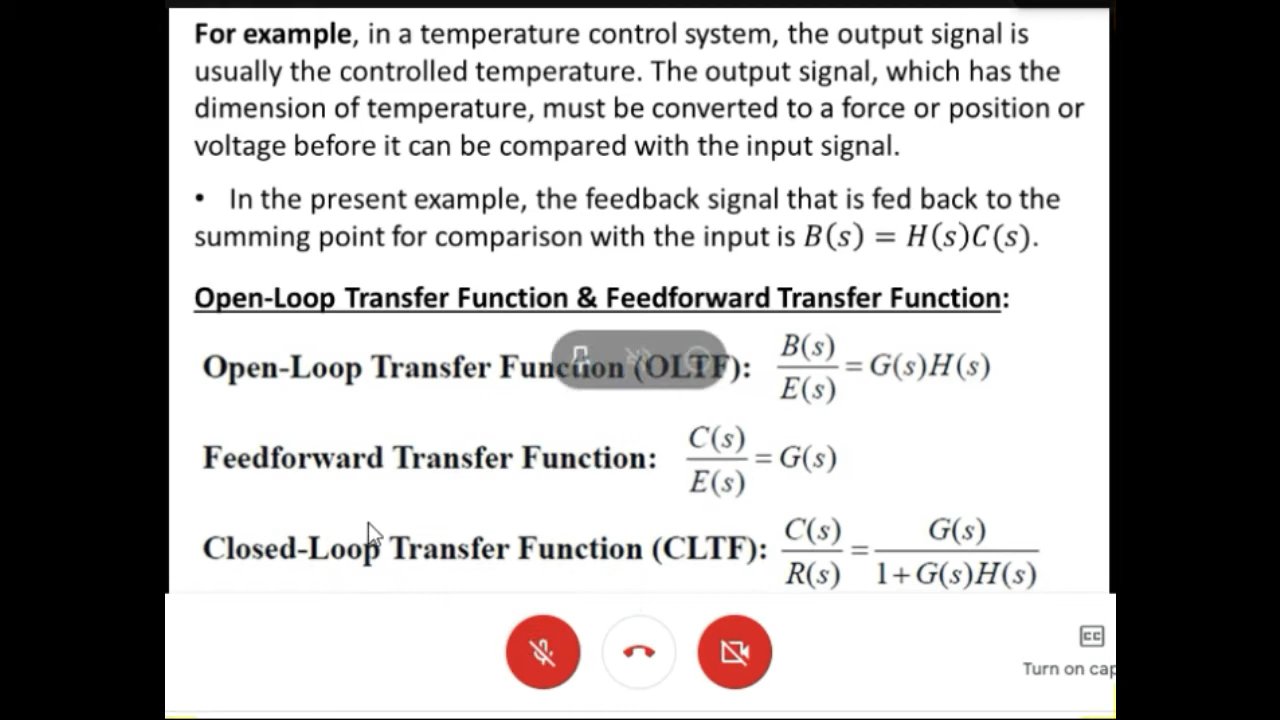 For example, in a temperature control system, the output signal is
usually the controlled temperature. The output signal, which has the
dimension of temperature, must be converted to a force or position or
voltage before it can be compared with the input signal.
• In the present example, the feedback signal that is fed back to the
summing point for comparison with the input is B(s) = H(s)C(s).
Open-Loop Transfer Function & Feedforward Transfer Function:
Open-Loop Transfer Function (OLTF): B(s)/E(s) = G(s)H(s)
Feedforward Transfer Function: C(s)/E(s) = G(s)
Closed-Loop Transfer Function (CLTF): C(s)/R(s) = G(s)/1+G(s)H(s)
CC
Turn on cap